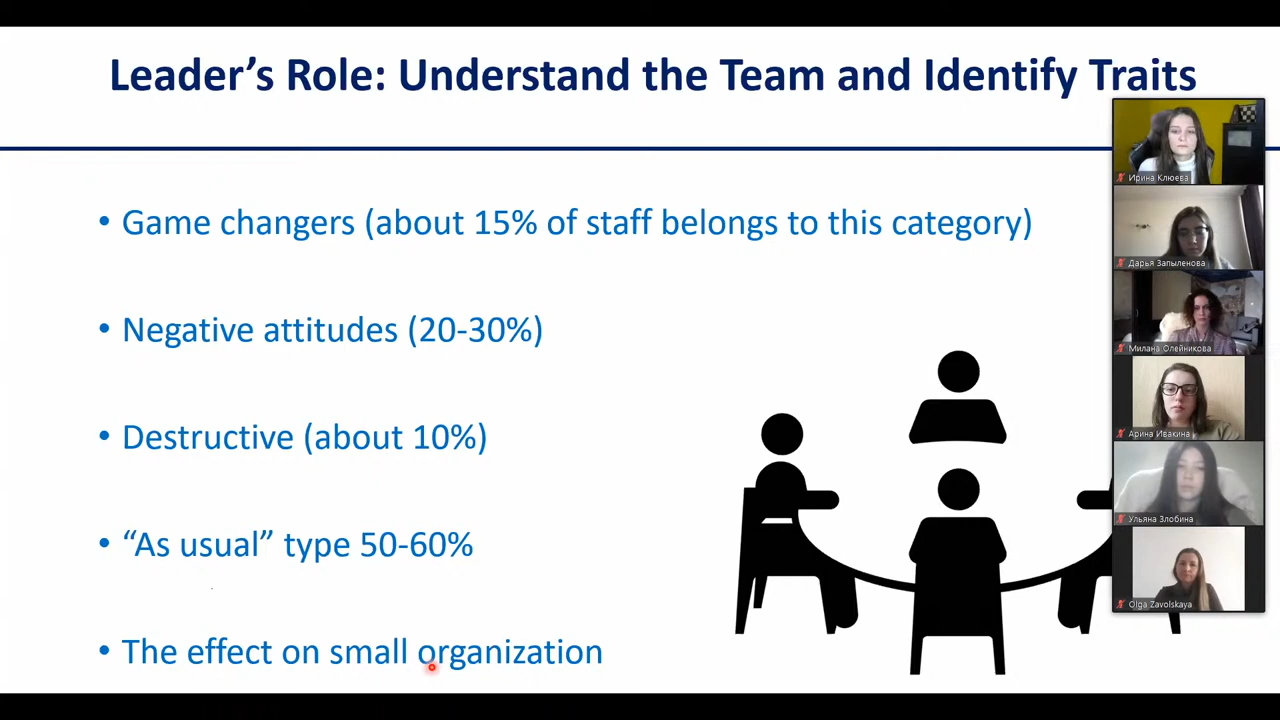 Leader's Role: Understand the Team and Identify Traits
• Game changers (about 15% of staff belongs to this category)
• Negative attitudes (20-30%)
• Destructive (about 10%)
• “As usual” type 50-60%
• The effect on small organization
Ирина Клюева
Дарья Запыленова
Милана Олейникова
Арина Ивакина
Ульяна Злобина
Olga Zavolskaya